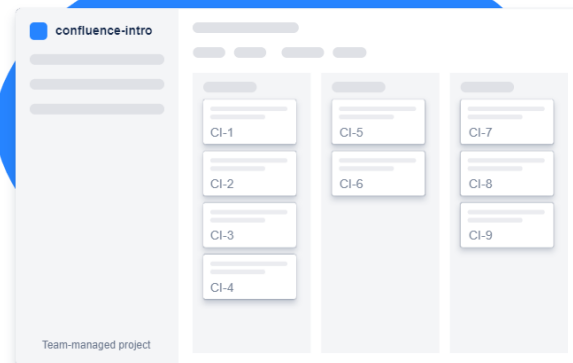 confluence-intro
CI-1
CI-2
CI-3
CI-4
CI-5
CI-6
CI-7
CI-8
CI-9
Team-managed project